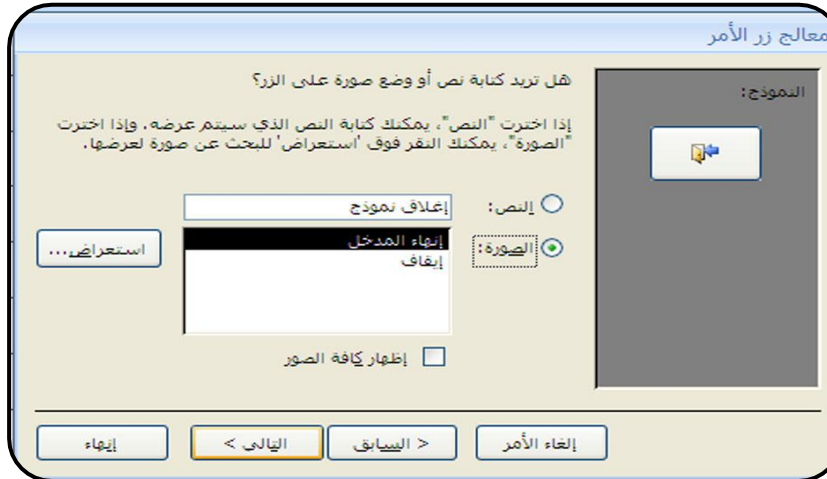 معالج زر الأمر
النموذج:
هل تريد كتابة نص أو وضع صورة على الزر؟
إذا اخترت "النص"، يمكنك كتابة النص الذي سيتم عرضه. وإذا اخترت
"الصورة"، يمكنك النقر فوق 'استعراض' للبحث عن صورة لعرضها.
النص:
إغلاق نموذج
الصورة:
إنهاء المدخل
إيقاف
استعراض...
إظهار كافة الصور
إلغاء الأمر
< السابق
التالي >
إنهاء